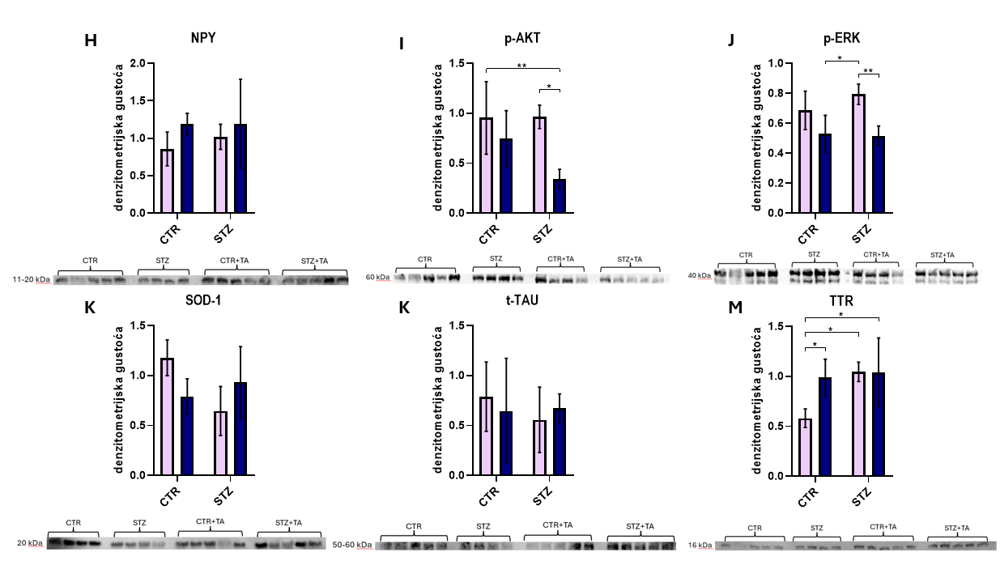 H
NPY
denzitometrijska gustoća
2.0
1.5
1.0
0.5
0.0
CTR
STZ
CTR
STZ
CTR+TA
STZ+TA
11-20 kDa
I
p-AKT
denzitometrijska gustoća
1.5
1.0
0.5
0.0
**
*
CTR
STZ
CTR
STZ
CTR+TA
STZ+TA
60 kDa
J
p-ERK
denzitometrijska gustoća
1.0
0.8
0.6
0.4
0.2
0.0
*
**
CTR
STZ
CTR
STZ
CTR+TA
STZ+TA
40 kDa
K
SOD-1
denzitometrijska gustoća
1.5
1.0
0.5
0.0
CTR
STZ
CTR
STZ
CTR+TA
STZ+TA
20 kDa
K
t-TAU
denzitometrijska gustoća
1.5
1.0
0.5
0.0
CTR
STZ
CTR
STZ
CTR+TA
STZ+TA
50-60 kDa
M
TTR
denzitometrijska gustoća
1.5
1.0
0.5
0.0
*
*
*
CTR
STZ
CTR
STZ
CTR+TA
STZ+TA
16 kDa